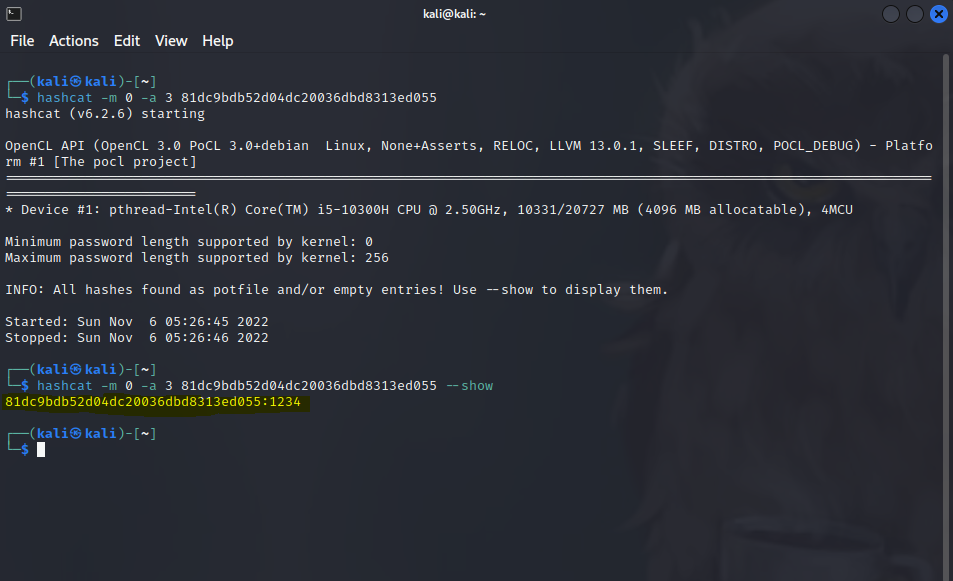 kali@kali: ~
File Actions Edit View Help
┌──(kali㉿kali)-[~]
└─$ hashcat -m 0 -a 3 81dc9bdb52d04dc20036dbd8313ed055
hashcat (v6.2.6) starting
OpenCL API (OpenCL 3.0 PoCL 3.0+debian  Linux, None+Asserts, RELOC, LLVM 13.0.1, SLEEF, DISTRO, POCL_DEBUG) - Platfo
rm #1 [The pocl project]
====================================================================================================================
========================
* Device #1: pthread-Intel(R) Core(TM) i5-10300H CPU @ 2.50GHz, 10331/20727 MB (4096 MB allocatable), 4MCU
Minimum password length supported by kernel: 0
Maximum password length supported by kernel: 256
INFO: All hashes found as potfile and/or empty entries! Use --show to display them.
Started: Sun Nov  6 05:26:45 2022
Stopped: Sun Nov  6 05:26:46 2022
┌──(kali㉿kali)-[~]
└─$ hashcat -m 0 -a 3 81dc9bdb52d04dc20036dbd8313ed055 --show
81dc9bdb52d04dc20036dbd8313ed055:1234
┌──(kali㉿kali)-[~]
└─$